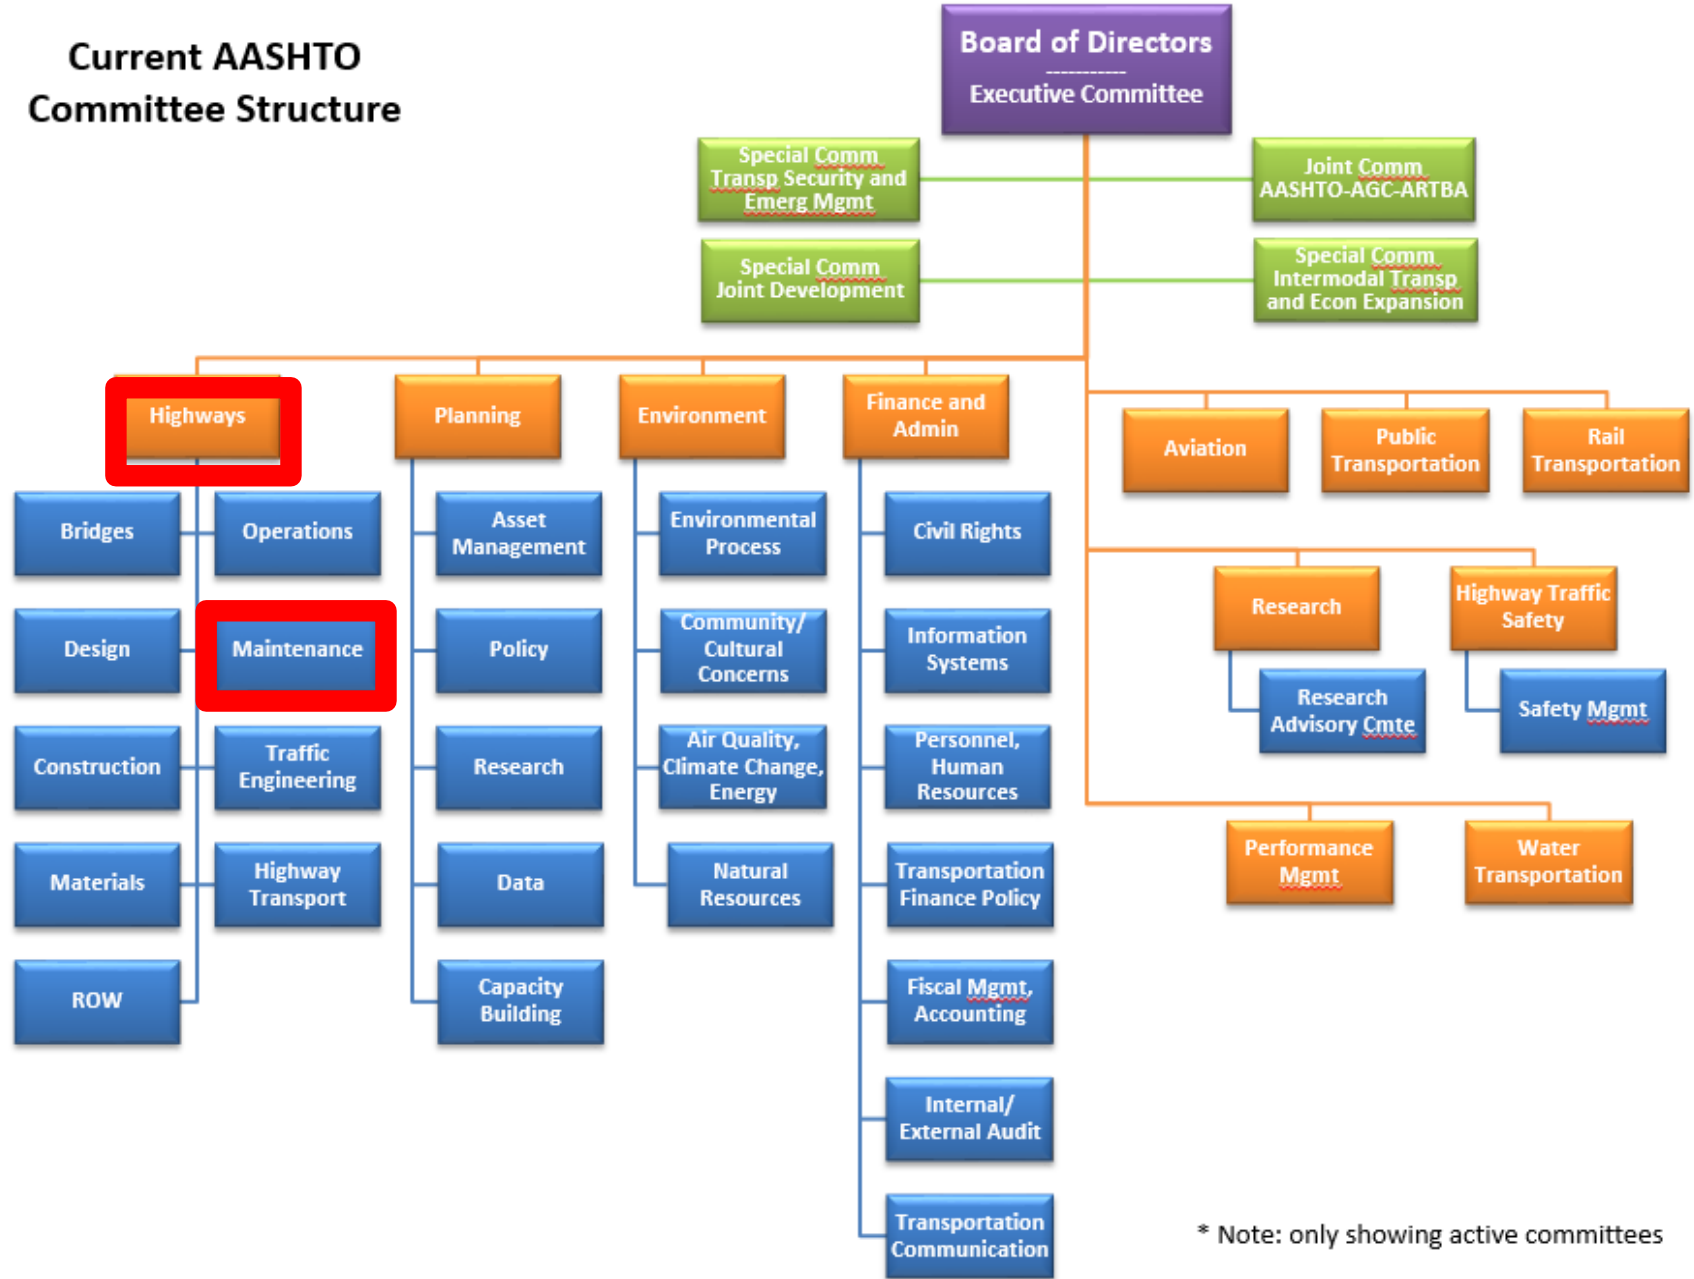 Current AASHTO
Committee Structure
Board of Directors
-----------
Executive Committee
Special Comm
Transp Security and
Emerg Mgmt
Joint Comm
AASHTO-AGC-ARTBA
Special Comm
Joint Development
Special Comm
Intermodal Transp
and Econ Expansion
Highways
Planning
Environment
Finance and
Admin
Aviation
Public
Transportation
Rail
Transportation
Bridges
Operations
Design
Maintenance
Construction
Traffic
Engineering
Materials
Highway
Transport
ROW
Asset
Management
Policy
Research
Data
Capacity
Building
Environmental
Process
Community/
Cultural
Concerns
Air Quality,
Climate Change,
Energy
Natural
Resources
Civil Rights
Information
Systems
Personnel,
Human
Resources
Transportation
Finance Policy
Fiscal Mgmt,
Accounting
Internal/
External Audit
Transportation
Communication
Research
Highway Traffic
Safety
Research
Advisory Cmte
Safety Mgmt
Performance
Mgmt
Water
Transportation
* Note: only showing active committees